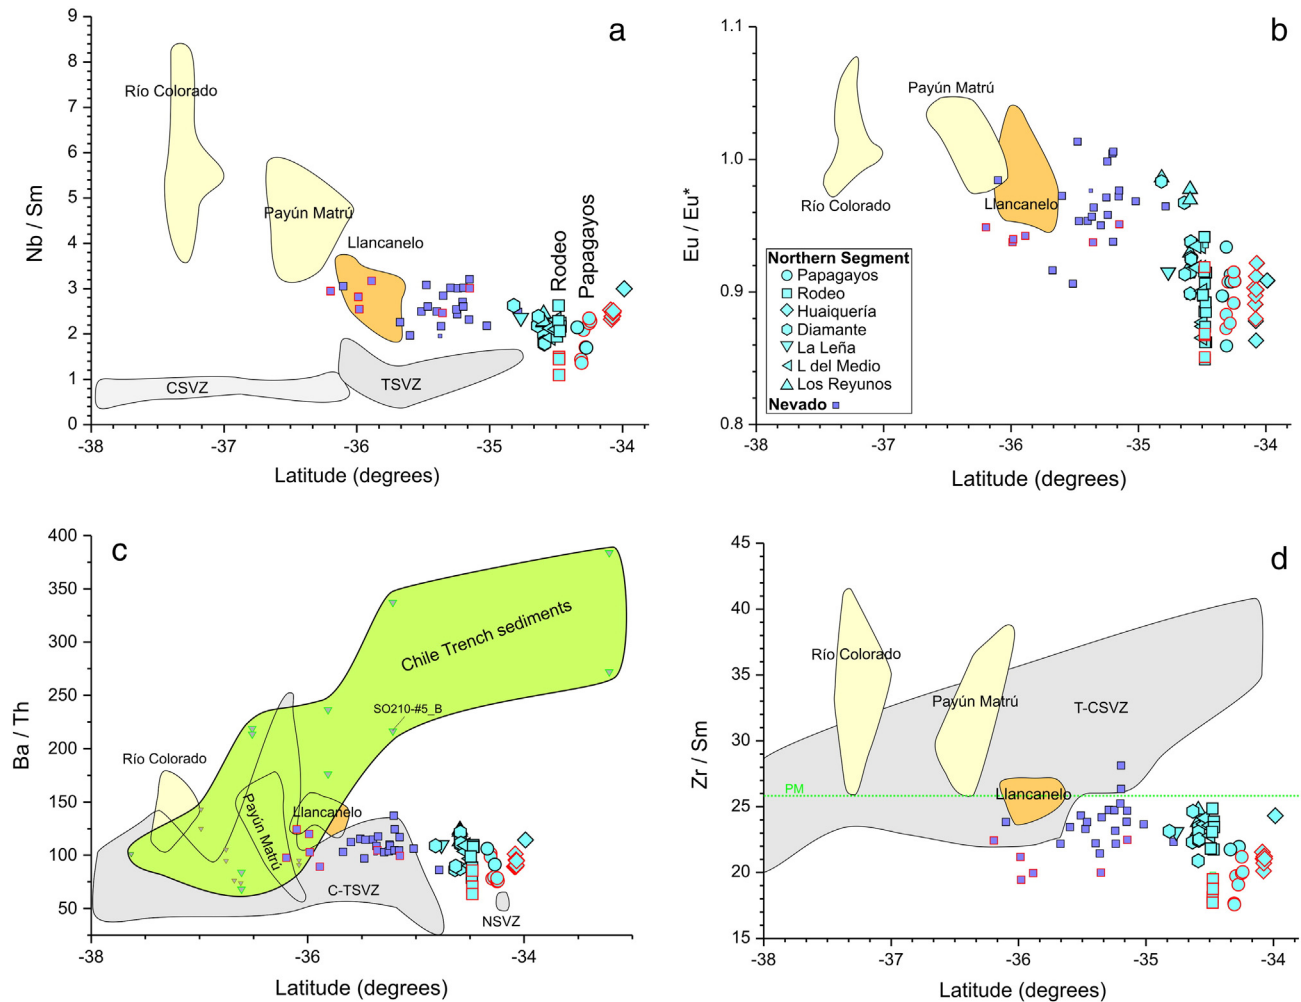 a
9
8
7
6
5
4
3
2
1
0
Nb / Sm
Río Colorado
Payún Matrú
Llancanelo
Rodeo
Papagayos
CSVZ
TSVZ
-38
-37
-36
-35
-34
Latitude (degrees)
b
1.1
1.0
0.9
0.8
Eu / Eu*
Payún Matrú
Río Colorado
Llancanelo
Northern Segment
Papagayos
Rodeo
Huaiquería
Diamante
La Leña
L del Medio
Los Reyunos
Nevado
-38
-37
-36
-35
-34
Latitude (degrees)
c
400
350
300
250
200
150
100
50
Ba / Th
Chile Trench sediments
SO210-#5_B
Río Colorado
Payún Matrú
Llancanelo
C-TSVZ
NSVZ
-38
-36
-34
Latitude (degrees)
d
45
40
35
30
25
20
15
Zr / Sm
Río Colorado
Payún Matrú
T-CSVZ
PM
Llancanelo
-38
-37
-36
-35
-34
Latitude (degrees)